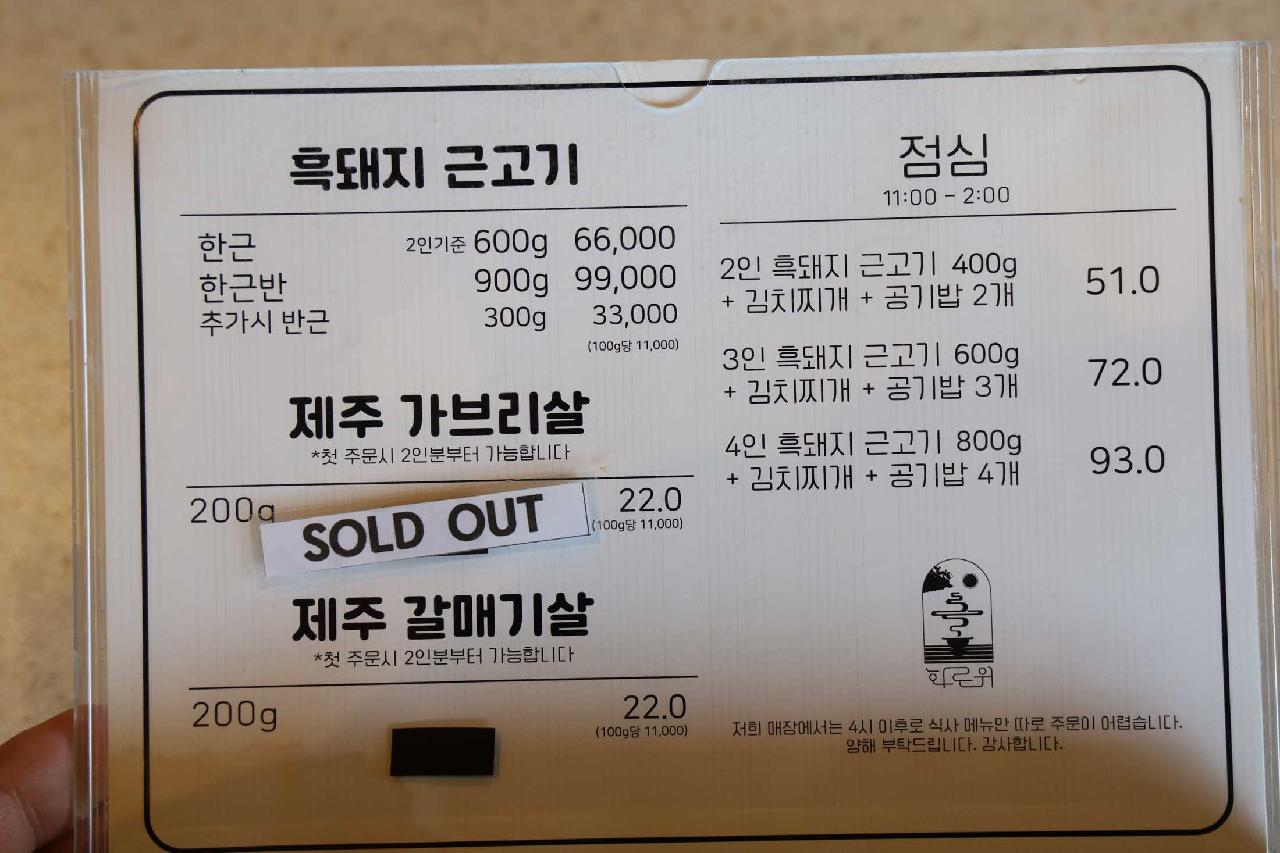 흑돼지 근고기
한근 2인기준 600g 66,000
한근반 900g 99,000
추가시 반근 300g 33,000
(100g당 11,000)
제주 가브리살
*첫 주문시 2인분부터 가능합니다
200g 22.0
SOLD OUT (100g당 11,000)
제주 갈매기살
*첫 주문시 2인분부터 가능합니다
200g 22.0
(100g당 11,000)
점심
11:00 - 2:00
2인 흑돼지 근고기 400g
+ 김치찌개 + 공기밥 2개 51.0
3인 흑돼지 근고기 600g
+ 김치찌개 + 공기밥 3개 72.0
4인 흑돼지 근고기 800g
+ 김치찌개 + 공기밥 4개 93.0
화로위
저희 매장에서는 4시 이후로 식사 메뉴만 따로 주문이 어렵습니다.
양해 부탁드립니다. 감사합니다.